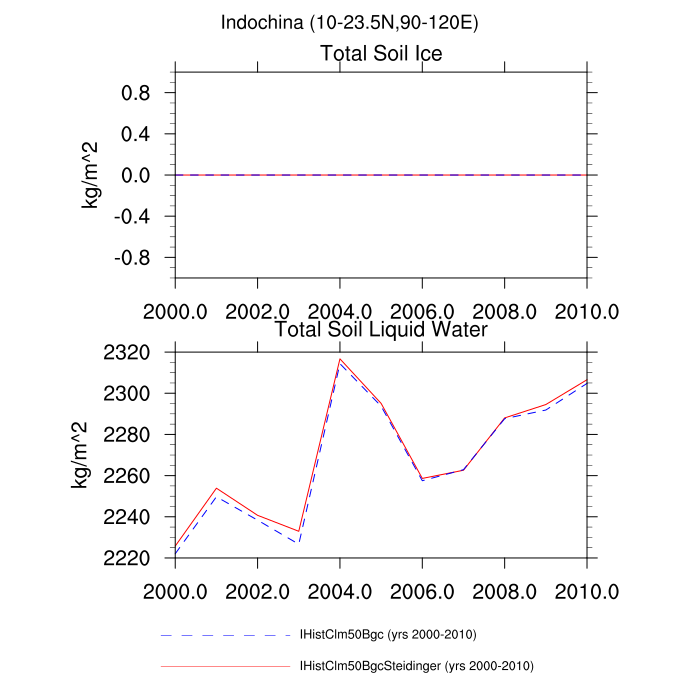 Indochina (10-23.5N,90-120E)
Total Soil Ice
0.8
0.4
0.0
-0.4
-0.8
kg/m^2
2000.0 2002.0 2004.0 2006.0 2008.0 2010.0
Total Soil Liquid Water
2320
2300
2280
2260
2240
2220
kg/m^2
2000.0 2002.0 2004.0 2006.0 2008.0 2010.0
IHistClm50Bgc (yrs 2000-2010)
IHistClm50BgcSteidinger (yrs 2000-2010)